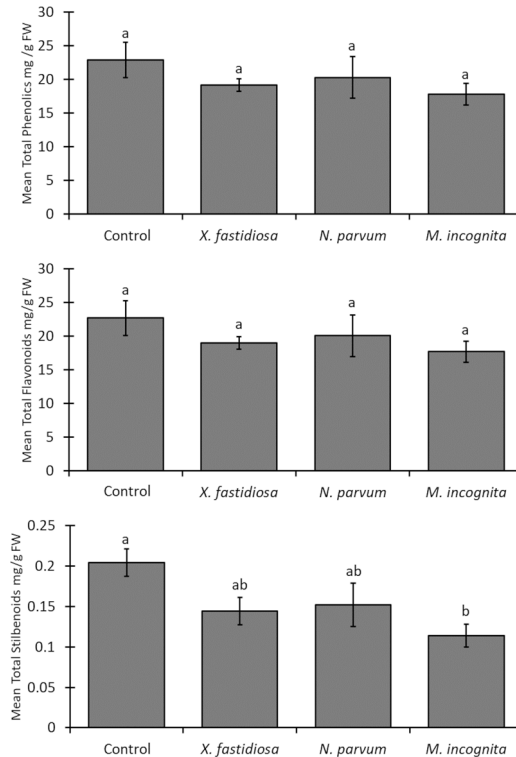 Mean Total Phenolics mg /g FW
30
25
20
15
10
5
0
a
a
a
a
Control
X. fastidiosa
N. parvum
M. incognita
Mean Total Flavonoids mg/g FW
30
25
20
15
10
5
0
a
a
a
a
Control
X. fastidiosa
N. parvum
M. incognita
Mean Total Stilbenoids mg/g FW
0.25
0.2
0.15
0.1
0.05
0
a
ab
ab
b
Control
X. fastidiosa
N. parvum
M. incognita